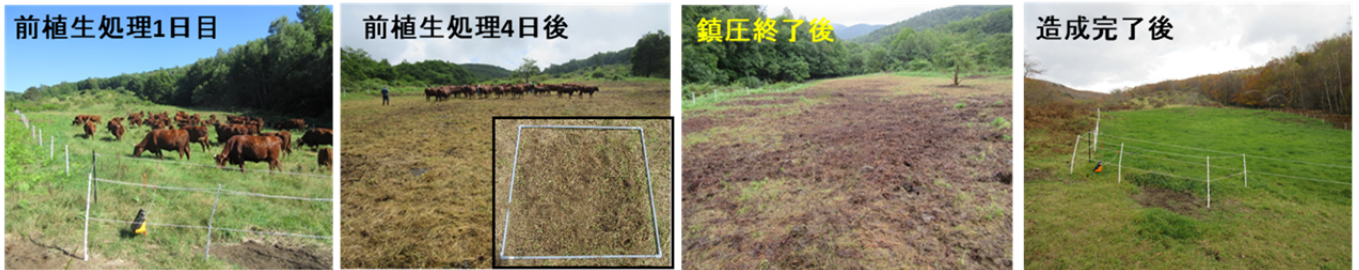 前植生処理1日目
前植生処理4日後
鎮圧終了後
造成完了後